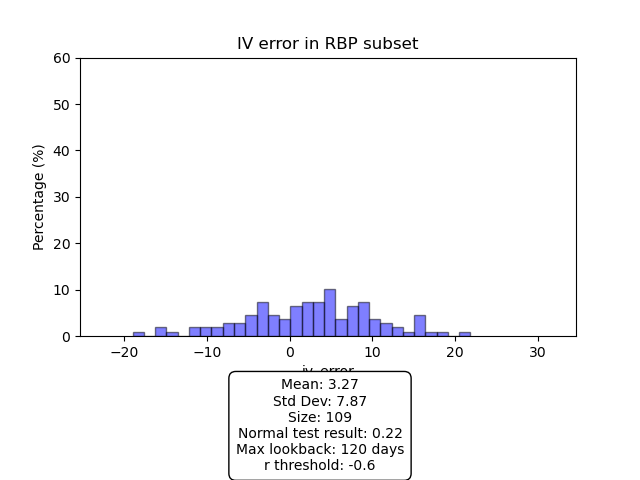 IV error in RBP subset
60
50
40
30
20
10
0
Percentage (%)
−20 −10 0 10 20 30
iv_error
Mean: 3.27
Std Dev: 7.87
Size: 109
Normal test result: 0.22
Max lookback: 120 days
r threshold: -0.6